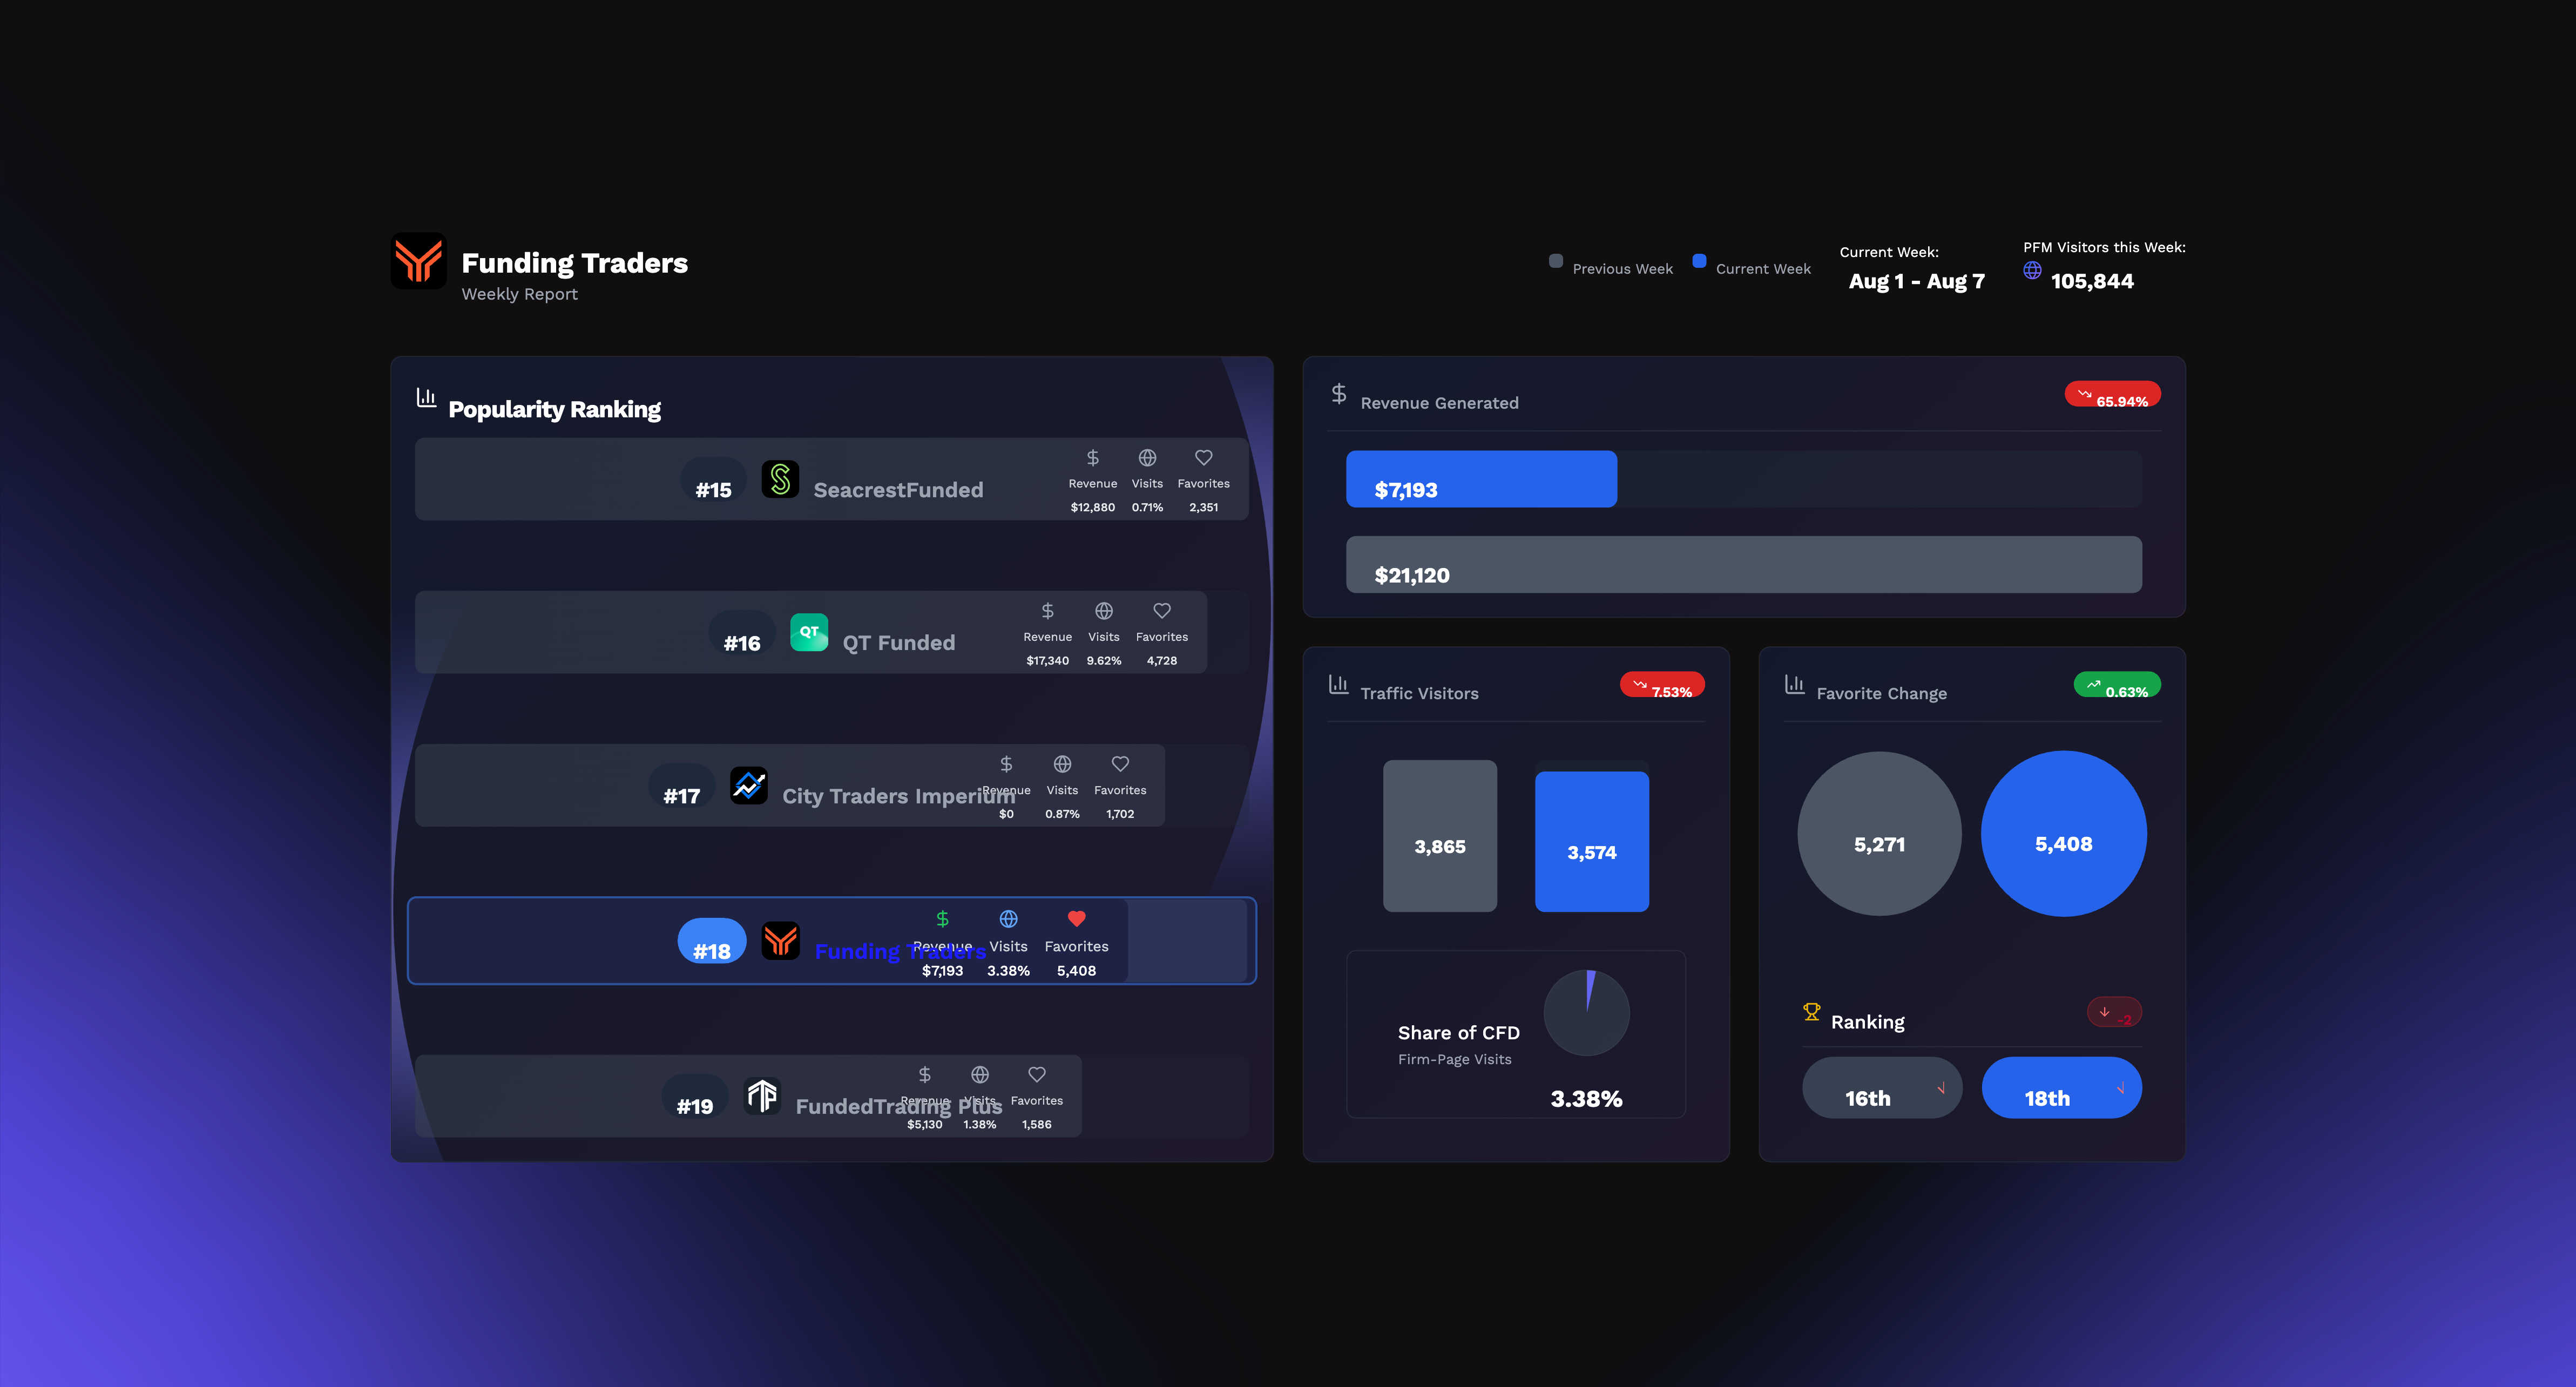 Funding Traders
Weekly Report
Previous Week
Current Week
Current Week:
Aug 1 - Aug 7
PFM Visitors this Week:
105,844
Popularity Ranking
#15
SeacrestFunded
Revenue Visits Favorites
$12,880 0.71% 2,351
#16
QT
QT Funded
Revenue Visits Favorites
$17,340 9.62% 4,728
#17
City Traders Imperium
Revenue Visits Favorites
$0 0.87% 1,702
#18
Funding Traders
Revenue Visits Favorites
$7,193 3.38% 5,408
#19
FundedTrading Plus
Revenue Visits Favorites
$5,130 1.38% 1,586
Revenue Generated
65.94%
$7,193
$21,120
Traffic Visitors
7.53%
3,865
3,574
Share of CFD
Firm-Page Visits
3.38%
Favorite Change
0.63%
5,271
5,408
Ranking
-2
16th
18th